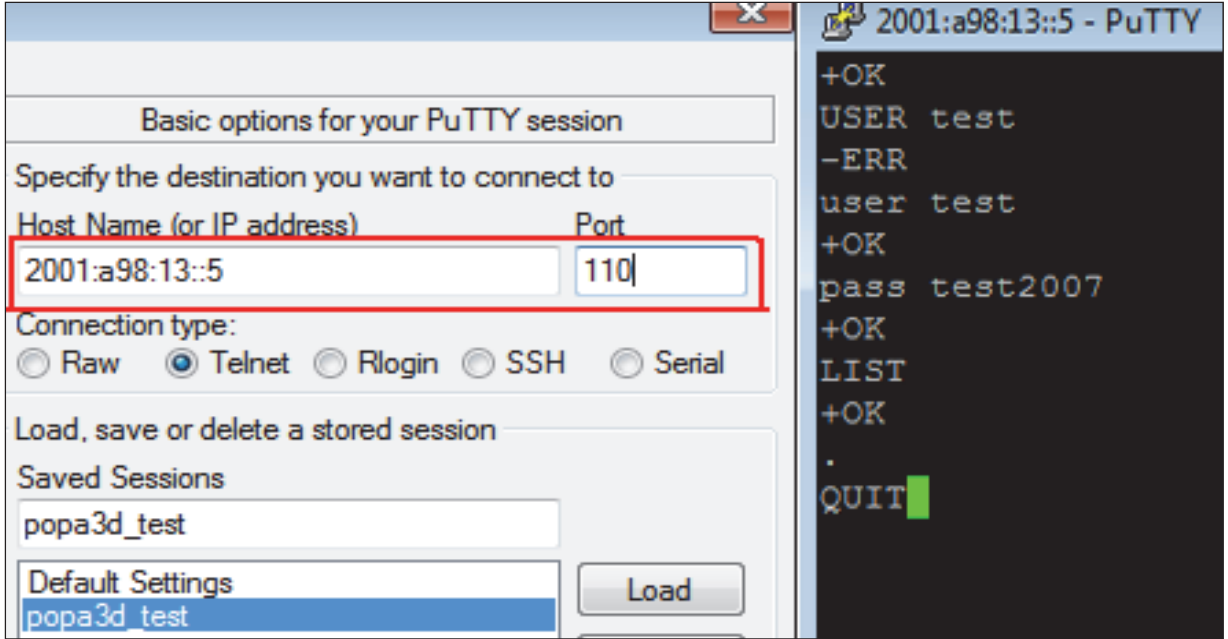 Basic options for your PuTTY session
Specify the destination you want to connect to
Host Name (or IP address) Port
2001:a98:13::5 110
Connection type:
Raw Telnet Rlogin SSH Serial
Load, save or delete a stored session
Saved Sessions
popa3d_test
Default Settings
popa3d_test
Load
2001:a98:13::5 - PuTTY
+OK
USER test
-ERR
user test
+OK
pass test2007
+OK
LIST
+OK
.
QUIT